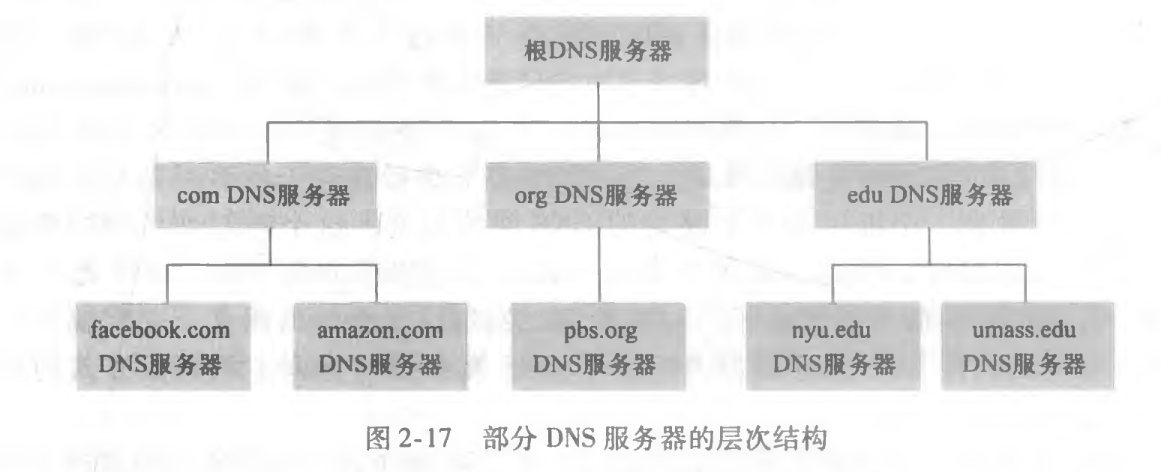 根DNS服务器
com DNS服务器
org DNS服务器
edu DNS服务器
facebook.com
DNS服务器
amazon.com
DNS服务器
pbs.org
DNS服务器
nyu.edu
DNS服务器
umass.edu
DNS服务器
图 2-17 部分 DNS 服务器的层次结构